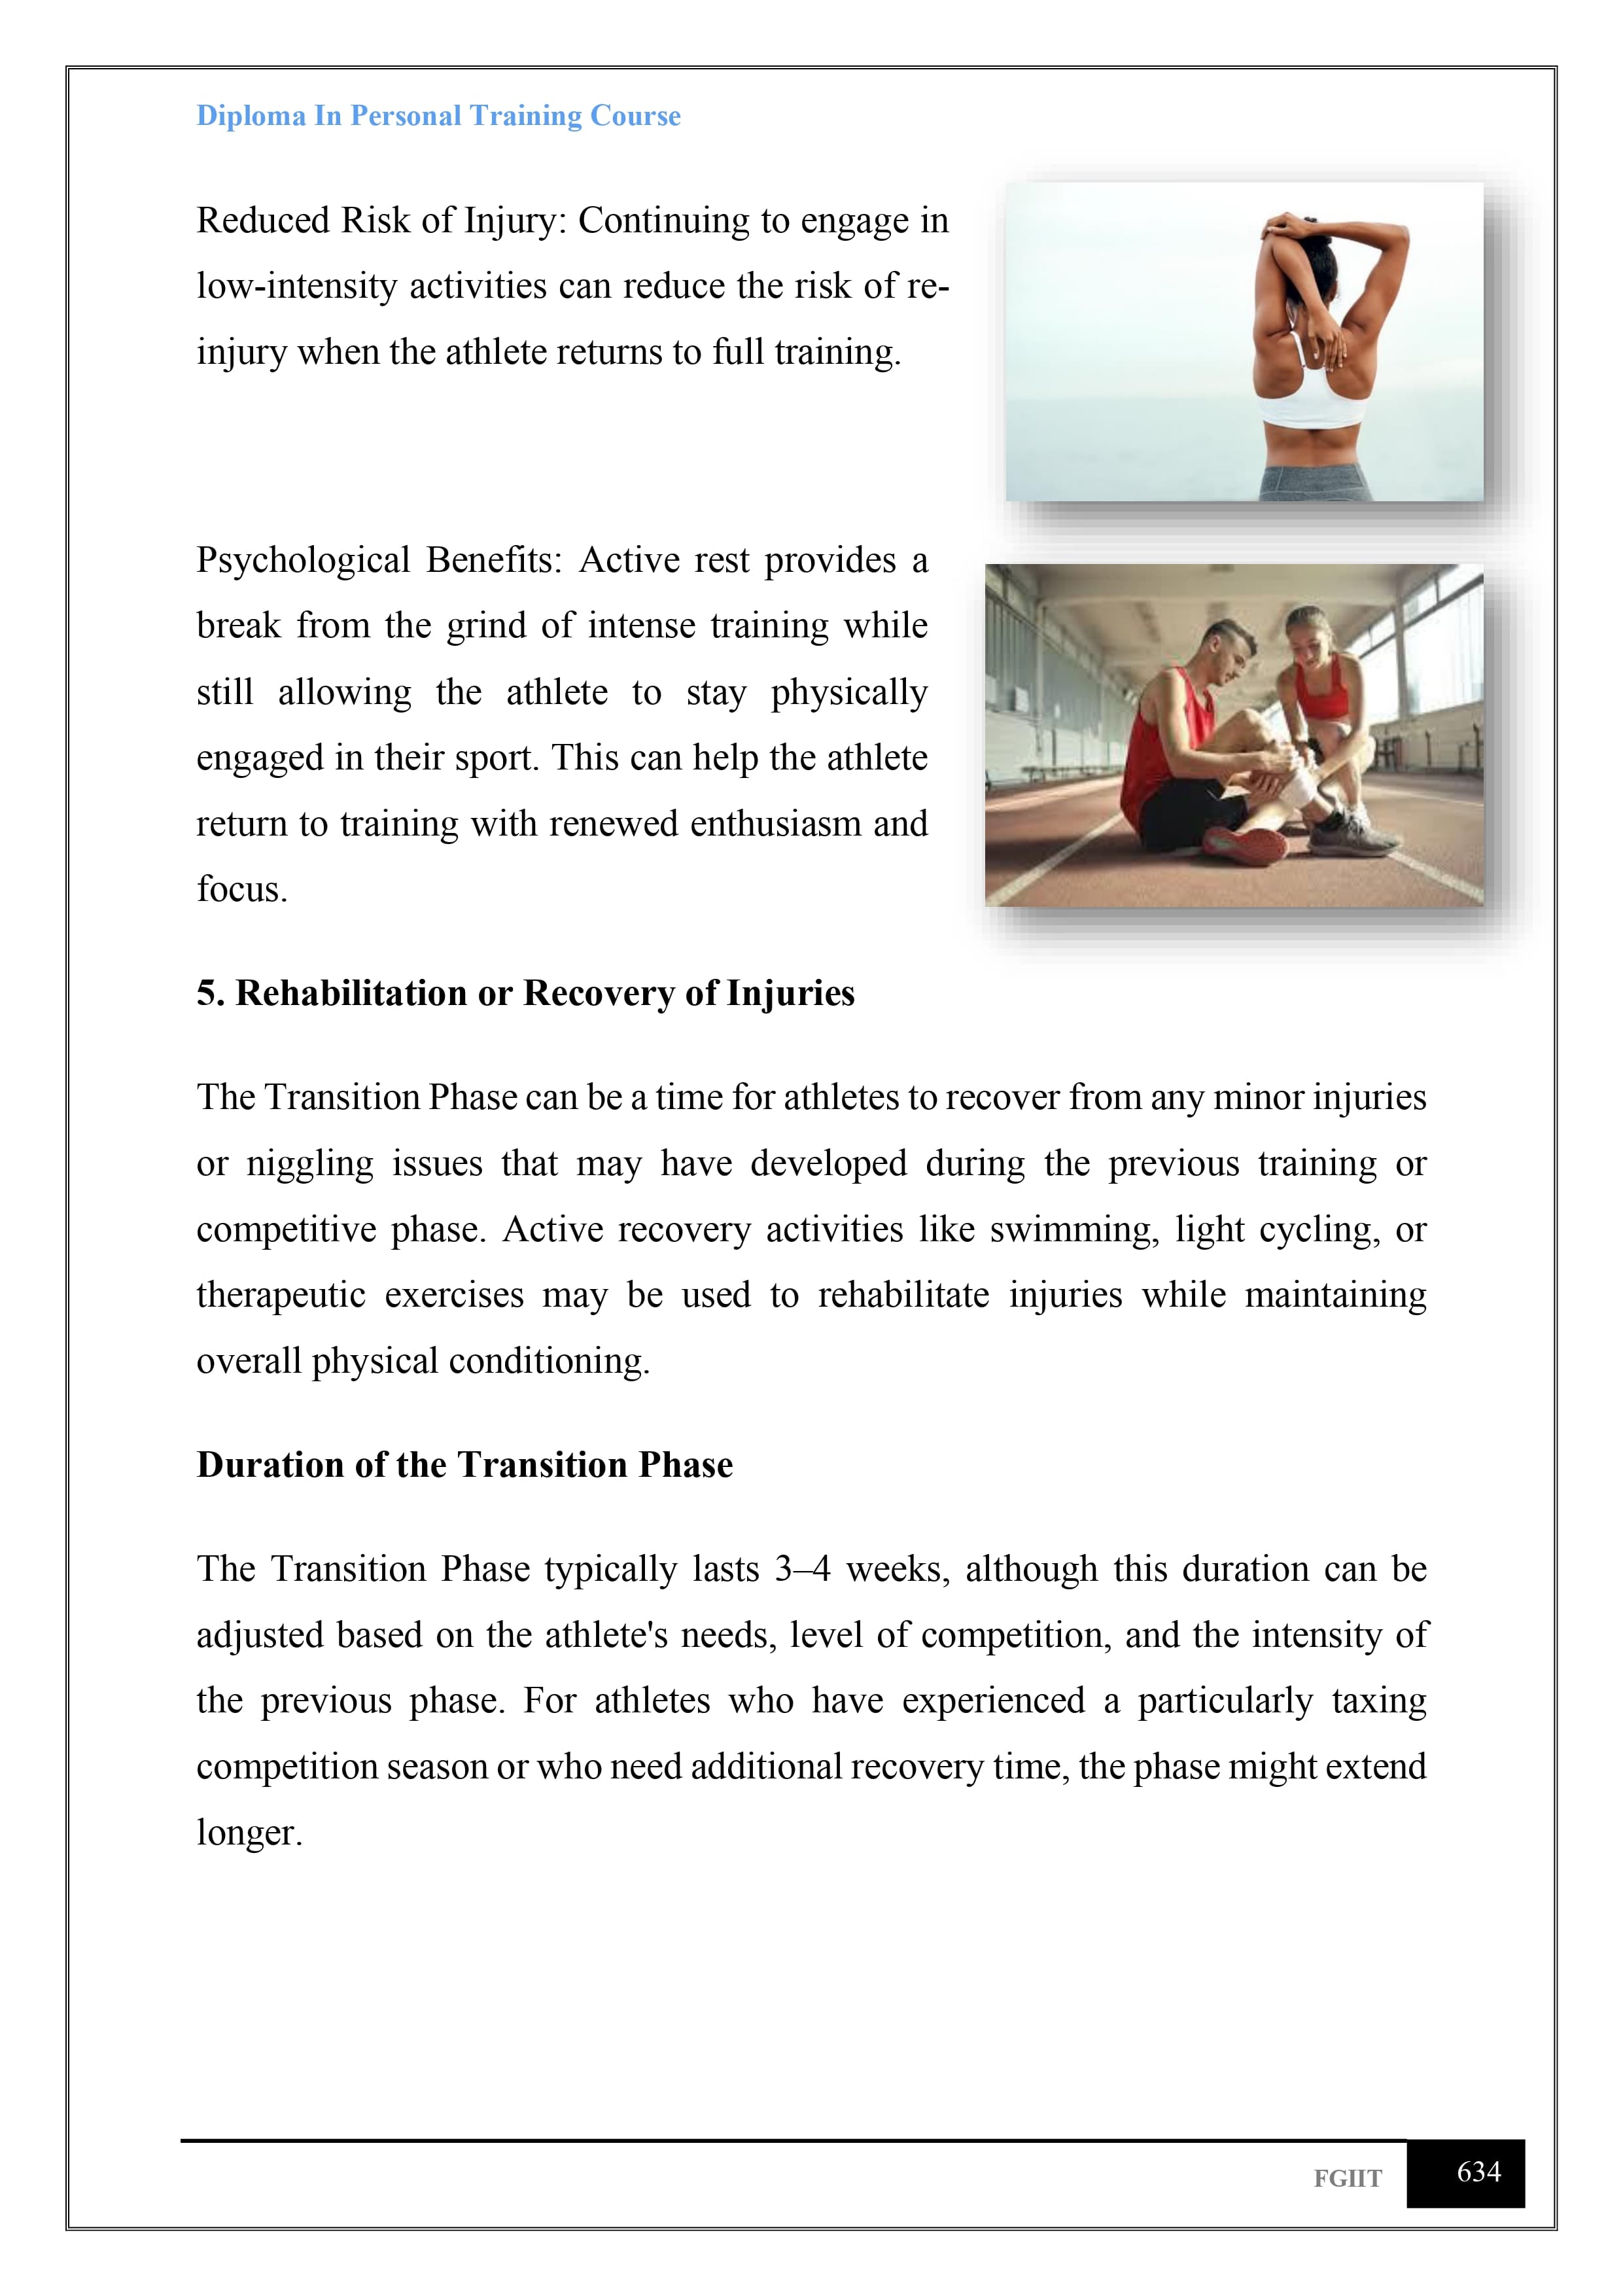 Diploma In Personal Training Course
Reduced Risk of Injury: Continuing to engage in
low-intensity activities can reduce the risk of re-
injury when the athlete returns to full training.
Psychological Benefits: Active rest provides a
break from the grind of intense training while
still allowing the athlete to stay physically
engaged in their sport. This can help the athlete
return to training with renewed enthusiasm and
focus.
5. Rehabilitation or Recovery of Injuries
The Transition Phase can be a time for athletes to recover from any minor injuries
or niggling issues that may have developed during the previous training or
competitive phase. Active recovery activities like swimming, light cycling, or
therapeutic exercises may be used to rehabilitate injuries while maintaining
overall physical conditioning.
Duration of the Transition Phase
The Transition Phase typically lasts 3–4 weeks, although this duration can be
adjusted based on the athlete's needs, level of competition, and the intensity of
the previous phase. For athletes who have experienced a particularly taxing
competition season or who need additional recovery time, the phase might extend
longer.
FGIIT 634